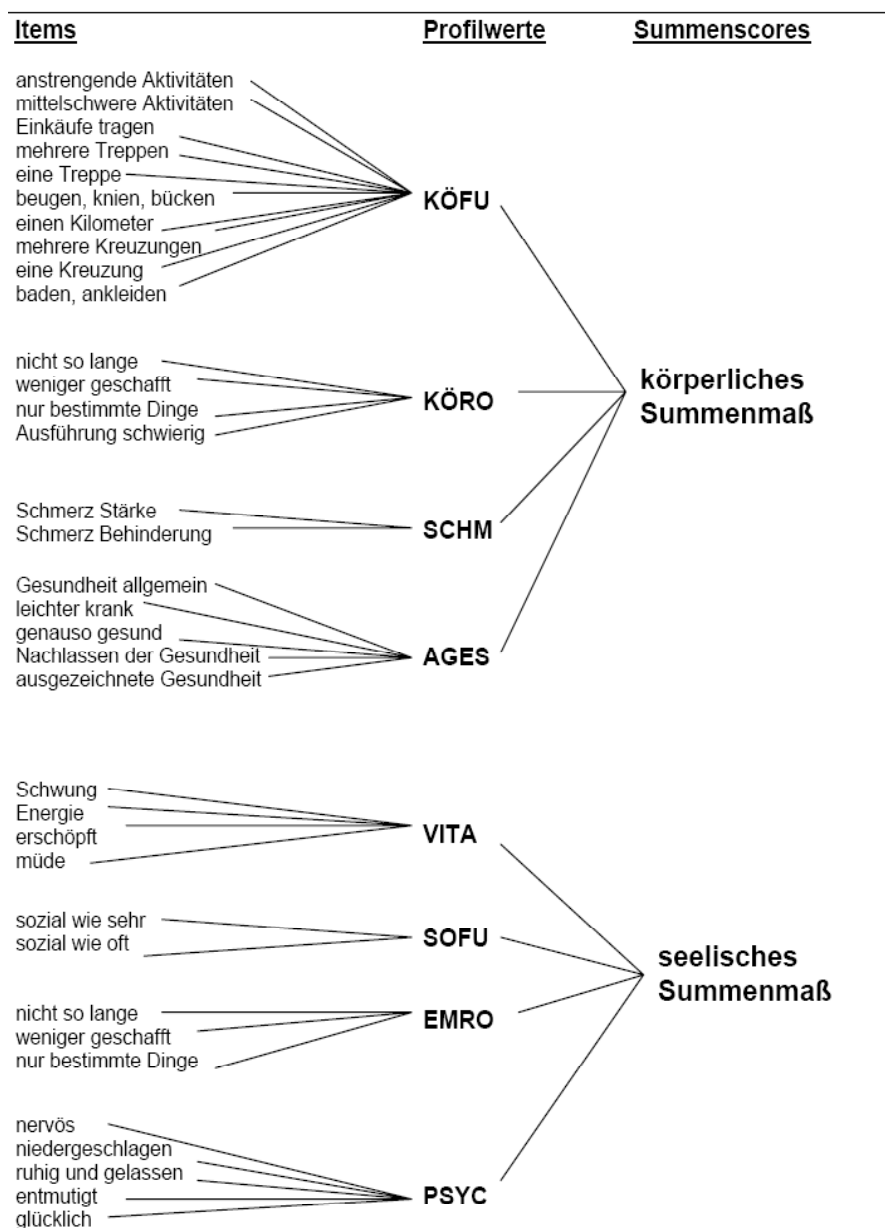 Items Profilwerte Summenscores
anstrengende Aktivitäten
mittelschwere Aktivitäten
Einkäufe tragen
mehrere Treppen
eine Treppe
beugen, knien, bücken
einen Kilometer
mehrere Kreuzungen
eine Kreuzung
baden, ankleiden
KÖFU
nicht so lange
weniger geschafft
nur bestimmte Dinge
Ausführung schwierig
KÖRO
Schmerz Stärke
Schmerz Behinderung
SCHM
Gesundheit allgemein
leichter krank
genauso gesund
Nachlassen der Gesundheit
ausgezeichnete Gesundheit
AGES
körperliches
Summenmaß
Schwung
Energie
erschöpft
müde
VITA
sozial wie sehr
sozial wie oft
SOFU
nicht so lange
weniger geschafft
nur bestimmte Dinge
EMRO
nervös
niedergeschlagen
ruhig und gelassen
entmutigt
glücklich
PSYC
seelisches
Summenmaß